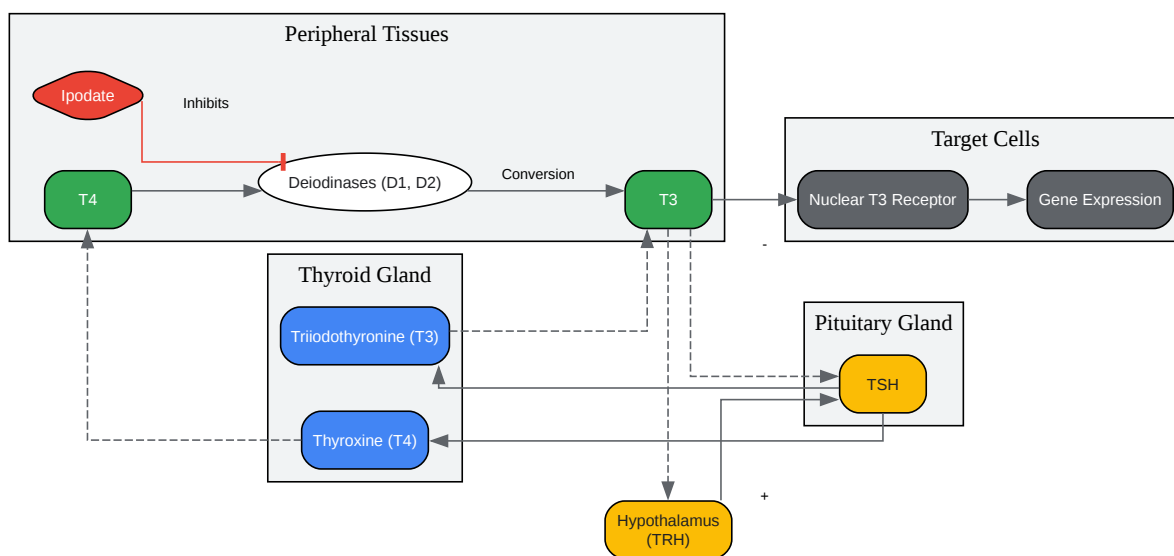 Peripheral Tissues
Ipodate
Inhibits
Deiodinases (D1, D2)
Conversion
T4
T3
Target Cells
Nuclear T3 Receptor
Gene Expression
-
Thyroid Gland
Triiodothyronine (T3)
Thyroxine (T4)
Pituitary Gland
TSH
+
Hypothalamus
(TRH)